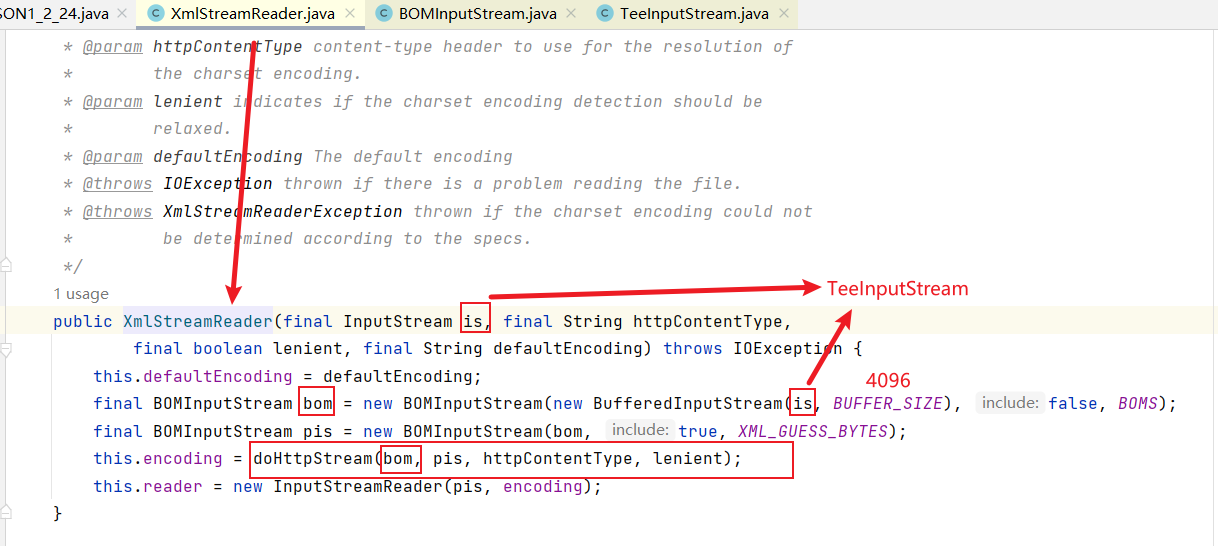 SON1_2_24.java × XmlStreamReader.java × BOMInputStream.java × TeeInputStream.java ×
* @param httpContentType content-type header to use for the resolution of
* the charset encoding.
* @param lenient indicates if the charset encoding detection should be
* relaxed.
* @param defaultEncoding The default encoding
* @throws IOException thrown if there is a problem reading the file.
* @throws XmlStreamReaderException thrown if the charset encoding could not
* be determined according to the specs.
*/
1 usage
TeeInputStream
public XmlStreamReader(final InputStream is, final String httpContentType,
final boolean lenient, final String defaultEncoding) throws IOException {
this.defaultEncoding = defaultEncoding;
4096
final BOMInputStream bom = new BOMInputStream(new BufferedInputStream(is, BUFFER_SIZE), include: false, BOMS);
final BOMInputStream pis = new BOMInputStream(bom, include: true, XML_GUESS_BYTES);
this.encoding = doHttpStream(bom, pis, httpContentType, lenient);
this.reader = new InputStreamReader(pis, encoding);
}